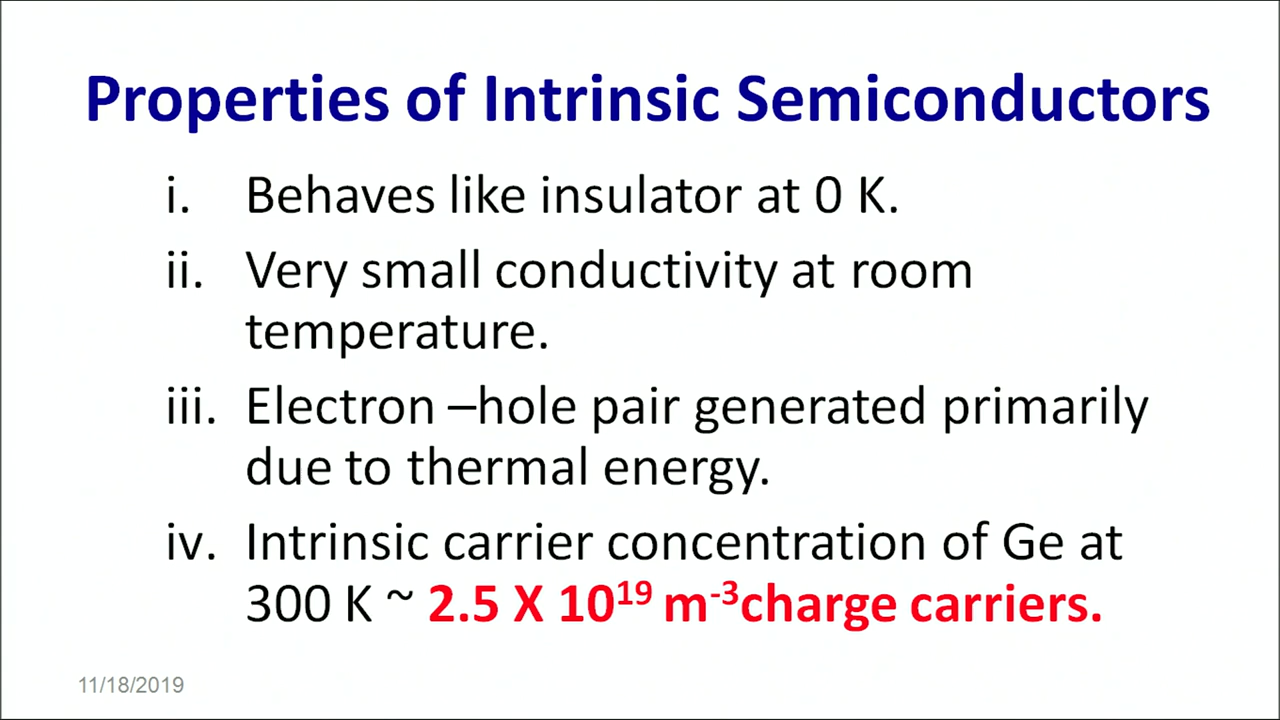 Properties of Intrinsic Semiconductors
i. Behaves like insulator at 0 K.
ii. Very small conductivity at room
temperature.
iii. Electron –hole pair generated primarily
due to thermal energy.
iv. Intrinsic carrier concentration of Ge at
300 K ~ 2.5 X 10¹⁹ m⁻³charge carriers.
11/18/2019